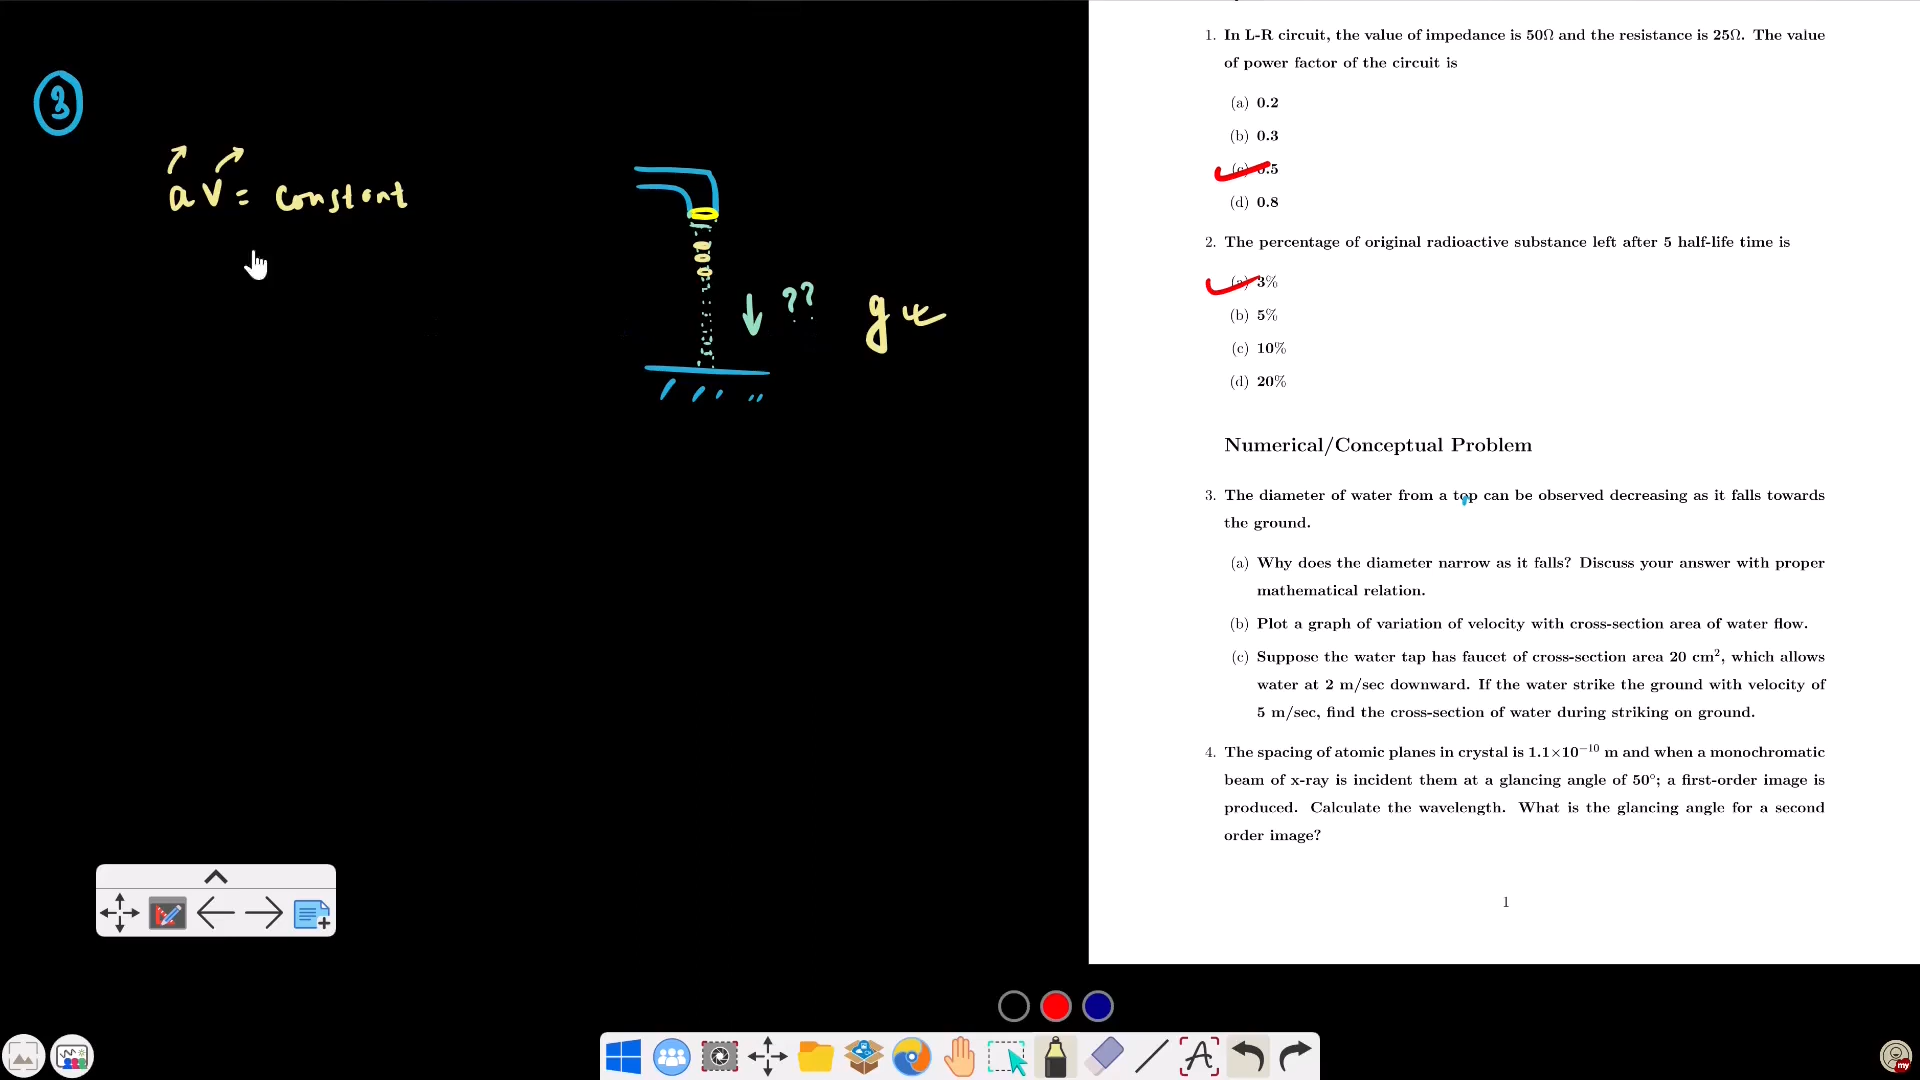 3
av = constant
??
g
1. In L-R circuit, the value of impedance is 50Ω and the resistance is 25Ω. The value
of power factor of the circuit is
(a) 0.2
(b) 0.3
(c) 0.5
(d) 0.8
2. The percentage of original radioactive substance left after 5 half-life time is
(a) 3%
(b) 5%
(c) 10%
(d) 20%
Numerical/Conceptual Problem
3. The diameter of water from a top can be observed decreasing as it falls towards
the ground.
(a) Why does the diameter narrow as it falls? Discuss your answer with proper
mathematical relation.
(b) Plot a graph of variation of velocity with cross-section area of water flow.
(c) Suppose the water tap has faucet of cross-section area 20 cm², which allows
water at 2 m/sec downward. If the water strike the ground with velocity of
5 m/sec, find the cross-section of water during striking on ground.
4. The spacing of atomic planes in crystal is 1.1×10⁻¹⁰ m and when a monochromatic
beam of x-ray is incident them at a glancing angle of 50°; a first-order image is
produced. Calculate the wavelength. What is the glancing angle for a second
order image?
1